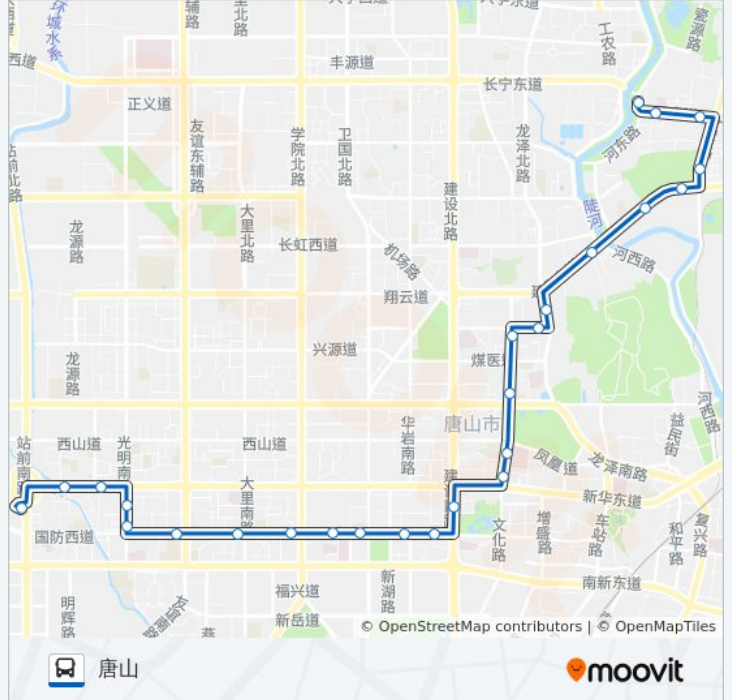 环城水系
西道
站前北路
正义道
辅路
里北路
丰源道
长宁东道
工农路
瓷源路
友谊东辅路
学院北路
卫国北路
龙泽北路
河东路
建设北路
陡河
龙源路
大里北路
长虹西道
机场路
河西路
翔云道
兴源道
煤医
龙源路
河西路
站前南
西山道
光明南
西山道
华岩南路
唐山市
益民街
大里南路
凤凰道
龙泽南路
新华东道
国防西道
文化路
增盛路
车站路
和平路
复兴路
福兴道
新湖路
南新东道
明辉路
新岳道
© OpenStreetMap contributors | © OpenMapTiles
唐山
moovit